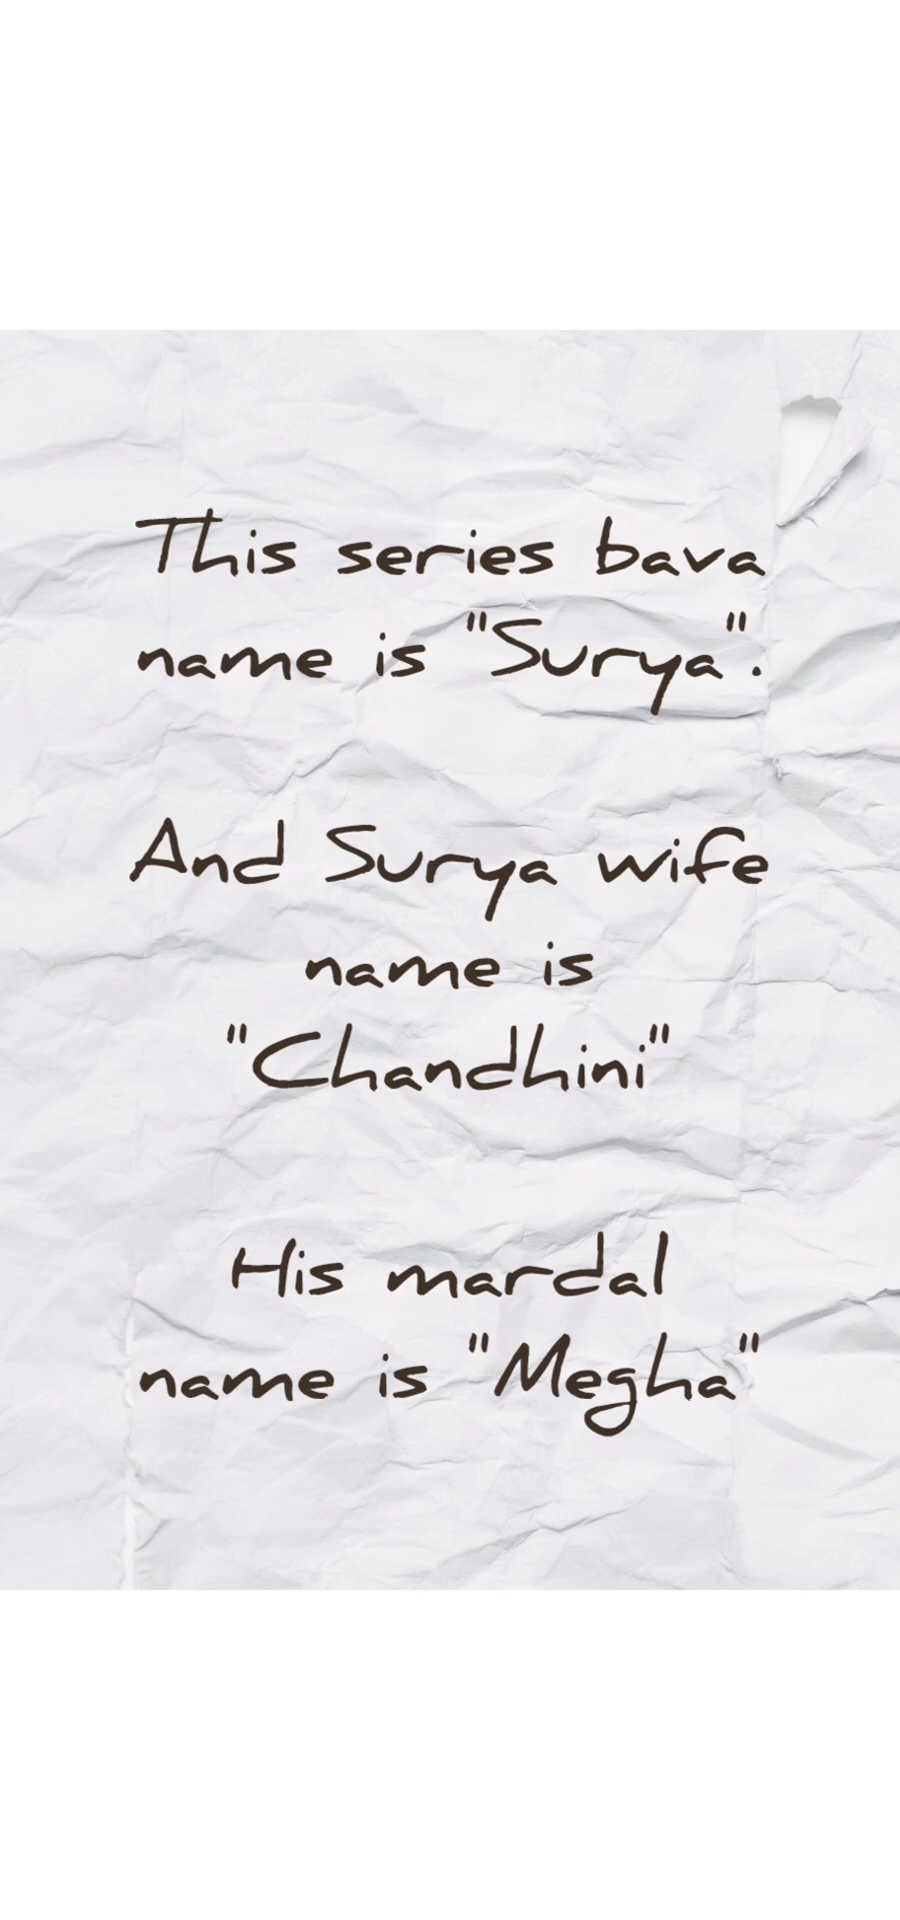 This series bava
name is "Surya".
And Surya wife
name is
"Chandhini"
His mardal
name is "Megha"